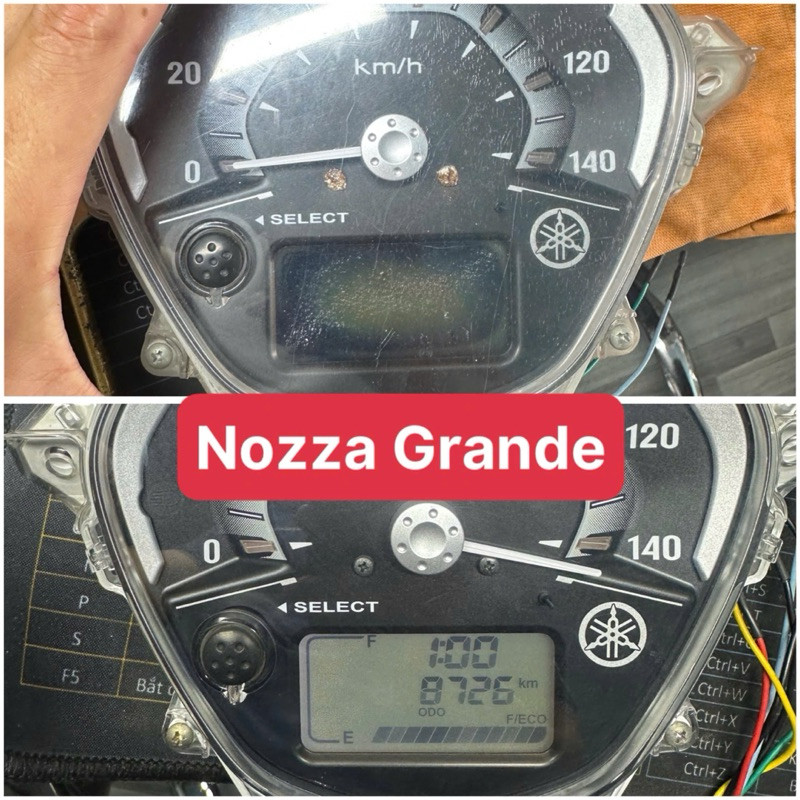 20
km/h
120
0
140
◄ SELECT
Nozza Grande
120
0
140
◄ SELECT
P
S
F5
Bắt
F
1:00
8726 km
ODO
F/ECO
E
Ctrl+V
Ctrl+W
Ctrl+X
Ctrl+Y
Ctrl+Z